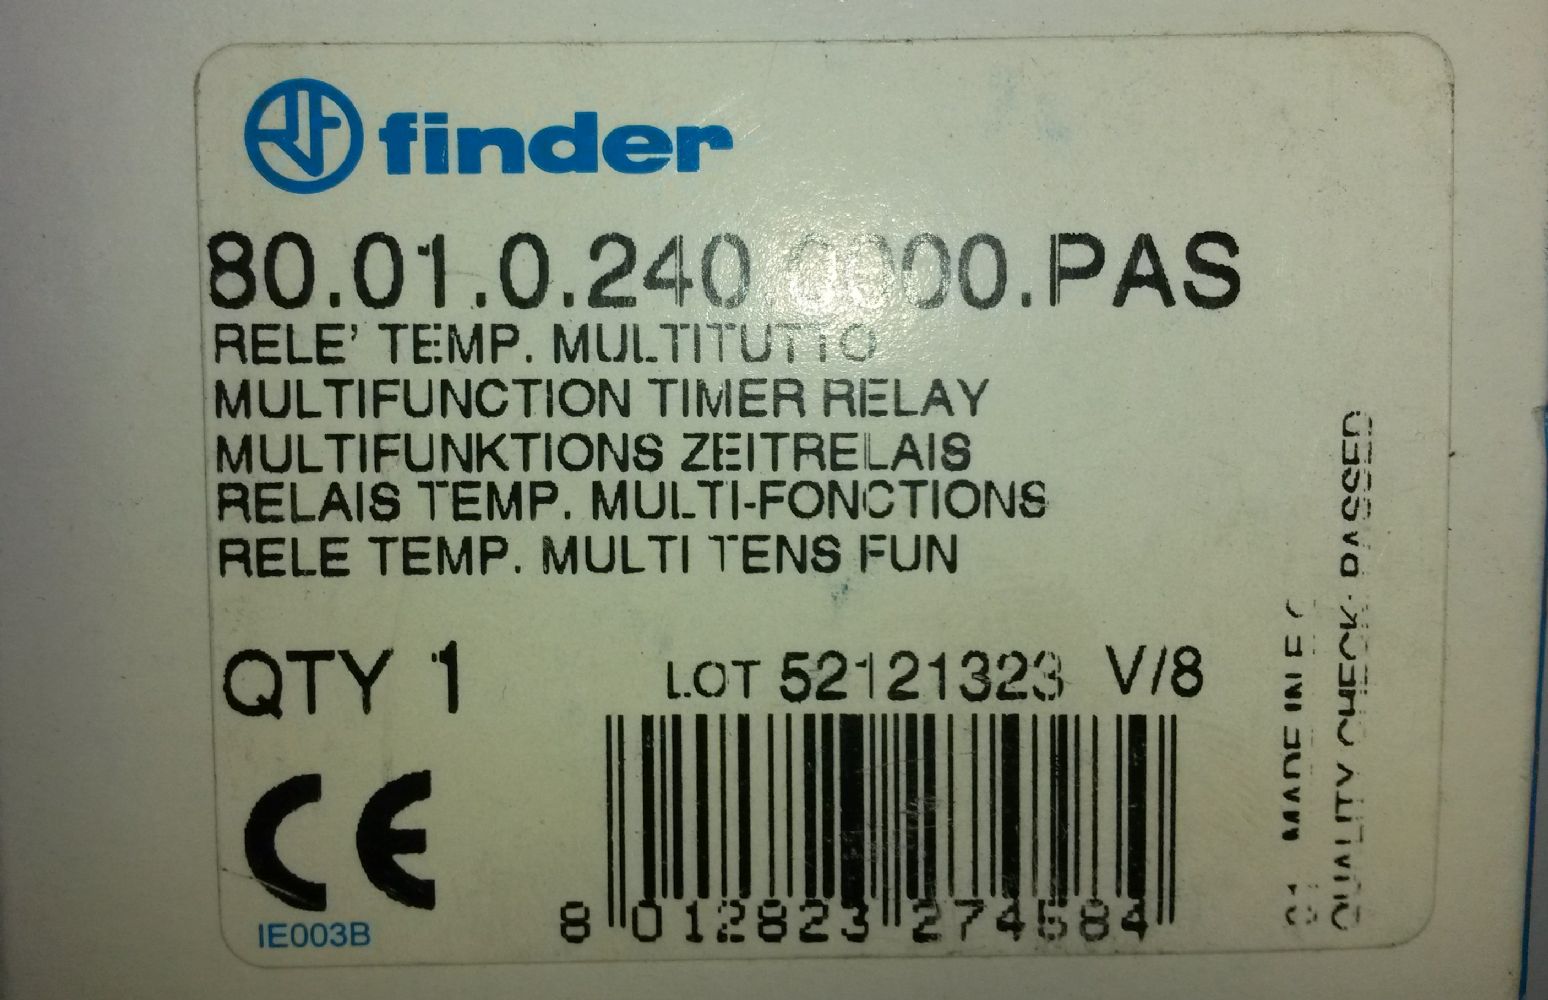 finder
80.01.0.240.0000.PAS
RELE' TEMP. MULTITUTTO
MULTIFUNCTION TIMER RELAY
MULTIFUNKTIONS ZEITRELAIS
RELAIS TEMP. MULTI-FONCTIONS
RELE TEMP. MULTI TENS FUN
QTY 1
LOT 52121323 V/8
CE
IE003B
8 012823 274584
MADE IN E.C.
QUALITY CHECK: PASSED